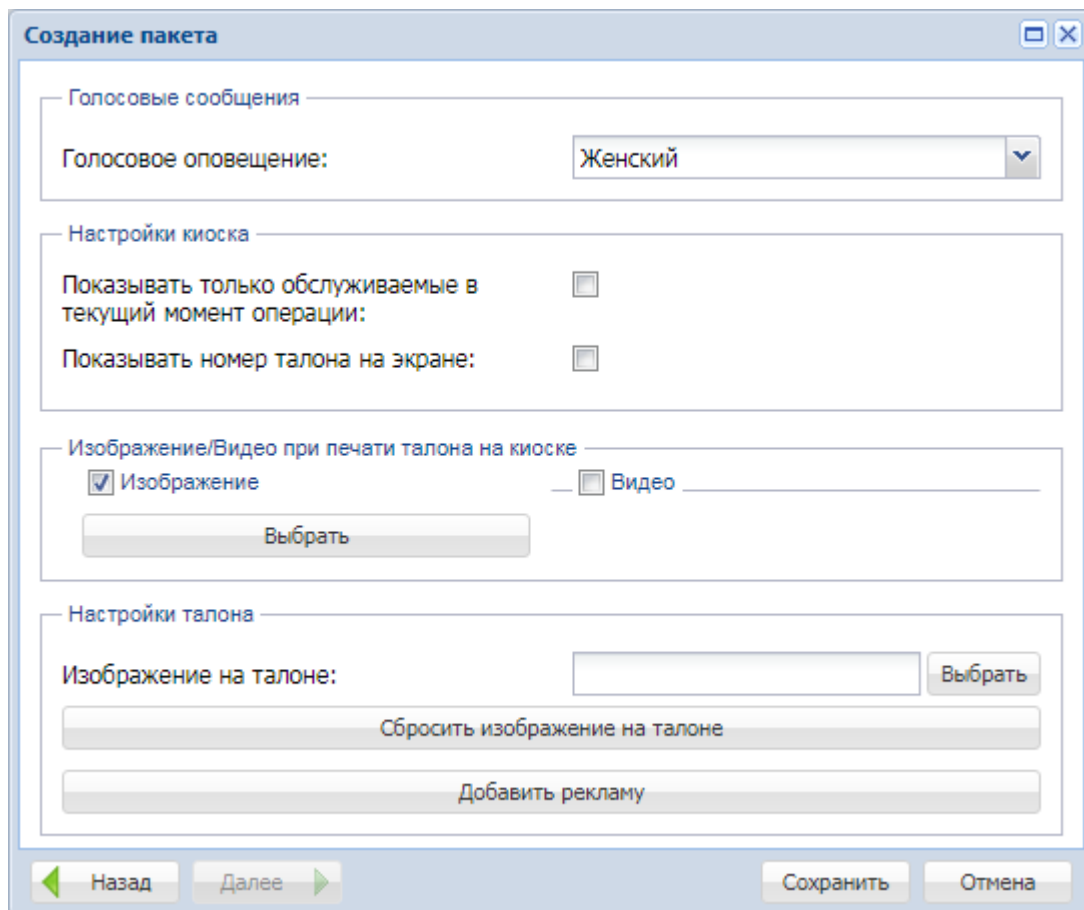 Создание пакета
Голосовые сообщения
Голосовое оповещение:
Женский
Настройки киоска
Показывать только обслуживаемые в
текущий момент операции:
Показывать номер талона на экране:
Изображение/Видео при печати талона на киоске
Изображение
Видео
Выбрать
Настройки талона
Изображение на талоне:
Выбрать
Сбросить изображение на талоне
Добавить рекламу
Назад
Далее
Сохранить
Отмена